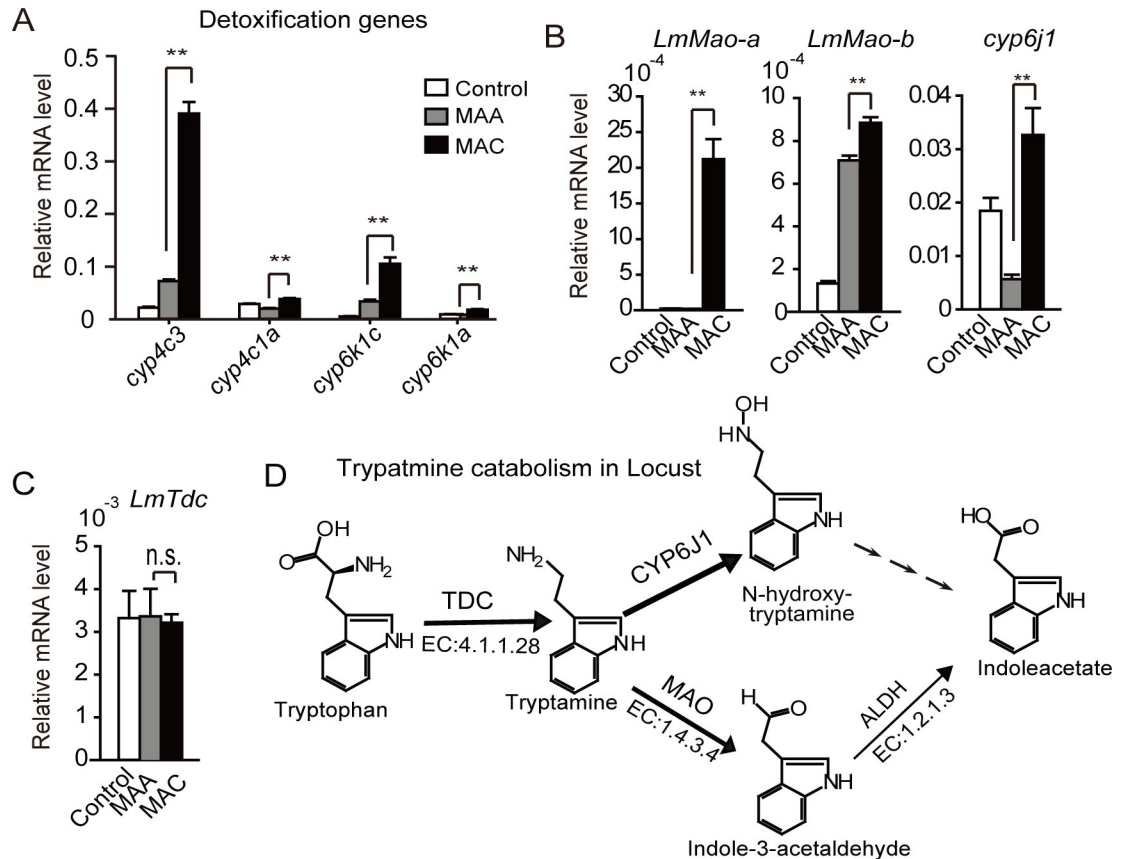 A
Detoxification genes
Relative mRNA level
0.5
0.4
0.3
0.2
0.1
0
**
**
**
**
Control
MAA
MAC
cyp4c3
cyp4c1a
cyp6k1c
cyp6k1a
B
LmMao-a
LmMao-b
cyp6j1
Relative mRNA level
10-4
30
25
20
15
10
5
0
**
Control
MAA
MAC
10-4
10
8
6
4
2
0
**
Control
MAA
MAC
0.04
0.03
0.02
0.01
0
**
Control
MAA
MAC
C
LmTdc
10-3
Relative mRNA level
5
4
3
2
1
0
n.s.
Control
MAA
MAC
D
Trypatmine catabolism in Locust
OH
O
NH2
NH
Tryptophan
TDC
EC:4.1.1.28
NH2
NH
Tryptamine
CYP6J1
OH
HN
NH
N-hydroxy-
tryptamine
MAO
EC:1.4.3.4
H
O
NH
Indole-3-acetaldehyde
ALDH
EC:1.2.1.3
HO
O
NH
Indoleacetate